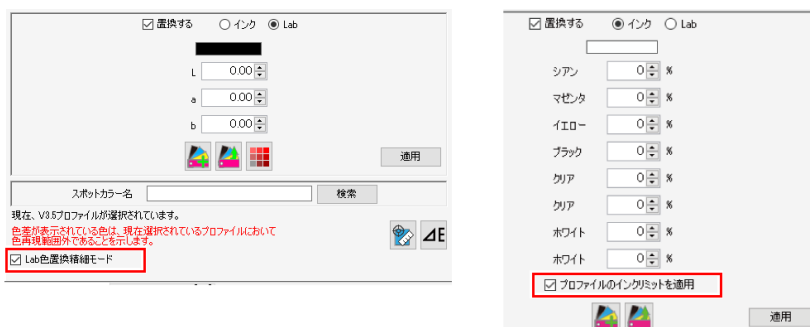 置換する インク Lab
L 0.00
a 0.00
b 0.00
適用
スポットカラー名 検索
現在、V3.5プロファイルが選択されています。
色差が表示されている色は、現在選択されているプロファイルにおいて
色再現範囲外であることを示します。
⊿E
Lab色置換精細モード
置換する インク Lab
シアン 0 %
マゼンタ 0 %
イエロー 0 %
ブラック 0 %
クリア 0 %
クリア 0 %
ホワイト 0 %
ホワイト 0 %
プロファイルのインクリミットを適用
適用